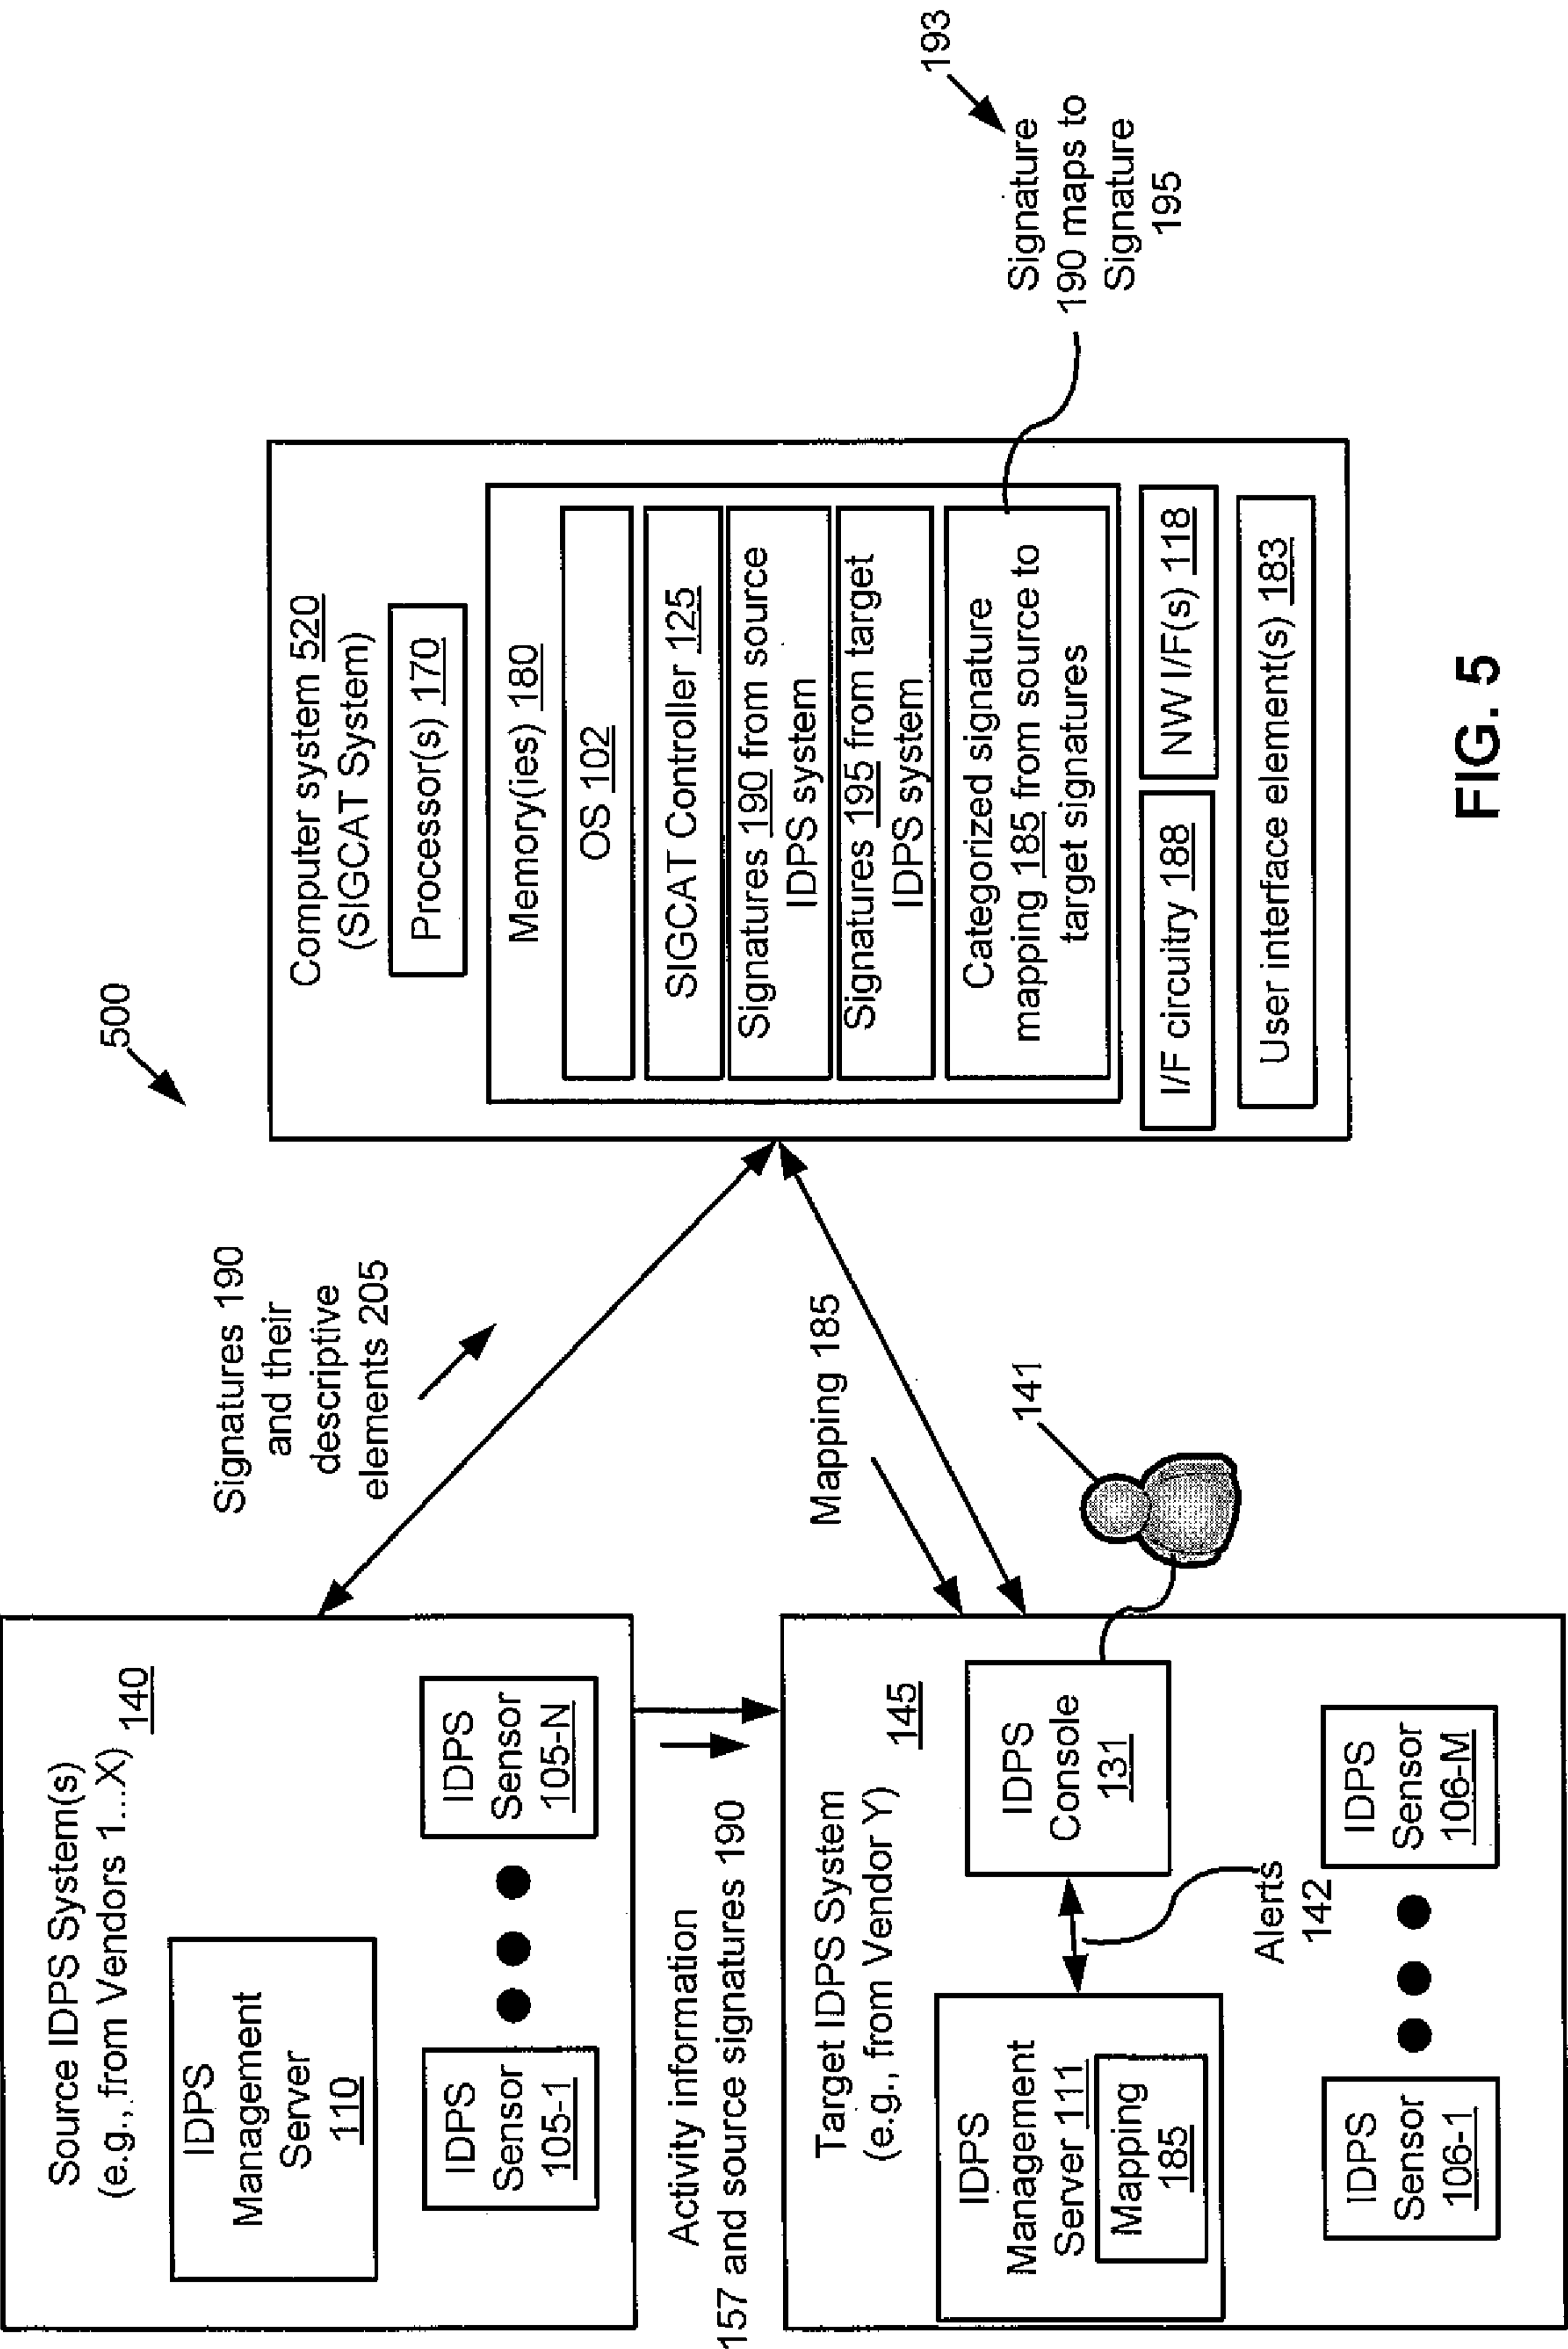 500
Source IDPS System(s)
(e.g., from Vendors 1...X) 140
IDPS
Management
Server
110
IDPS
Sensor
105-1
IDPS
Sensor
105-N
Signatures 190
and their
descriptive
elements 205
Activity information
157 and source signatures 190
Mapping 185
Target IDPS System
(e.g., from Vendor Y)
145
IDPS
Management
Server 111
Mapping
185
IDPS
Console
131
141
Alerts
142
IDPS
Sensor
106-1
IDPS
Sensor
106-M
Computer system 520
(SIGCAT System)
Processor(s) 170
Memory(ies) 180
OS 102
SIGCAT Controller 125
Signatures 190 from source
IDPS system
Signatures 195 from target
IDPS system
Categorized signature
mapping 185 from source to
target signatures
I/F circuitry 188
NW I/F(s) 118
User interface element(s) 183
193
Signature
190 maps to
Signature
195
FIG. 5